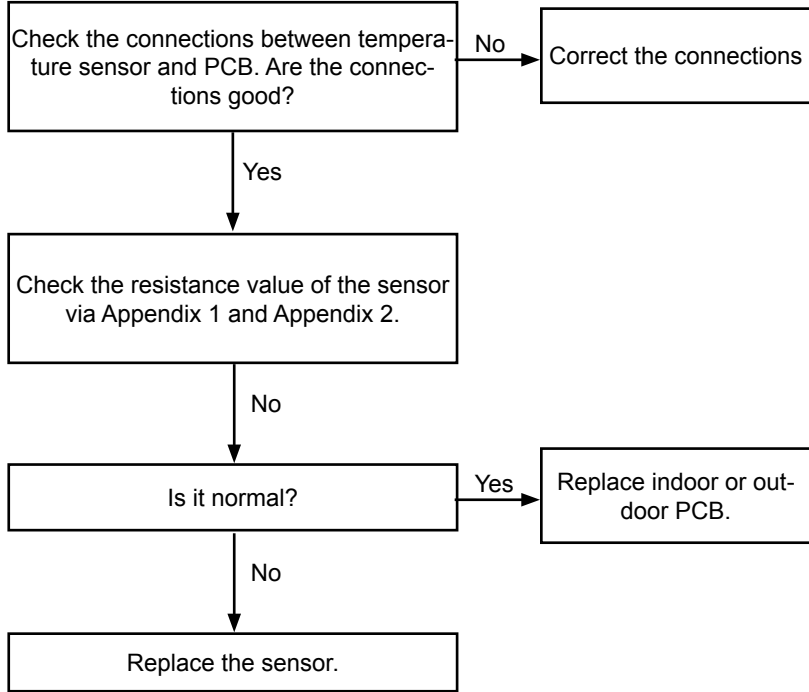 Check the connections between tempera-
ture sensor and PCB. Are the connec-
tions good?
No
Correct the connections
Yes
Check the resistance value of the sensor
via Appendix 1 and Appendix 2.
No
Is it normal?
Yes
Replace indoor or out-
door PCB.
No
Replace the sensor.